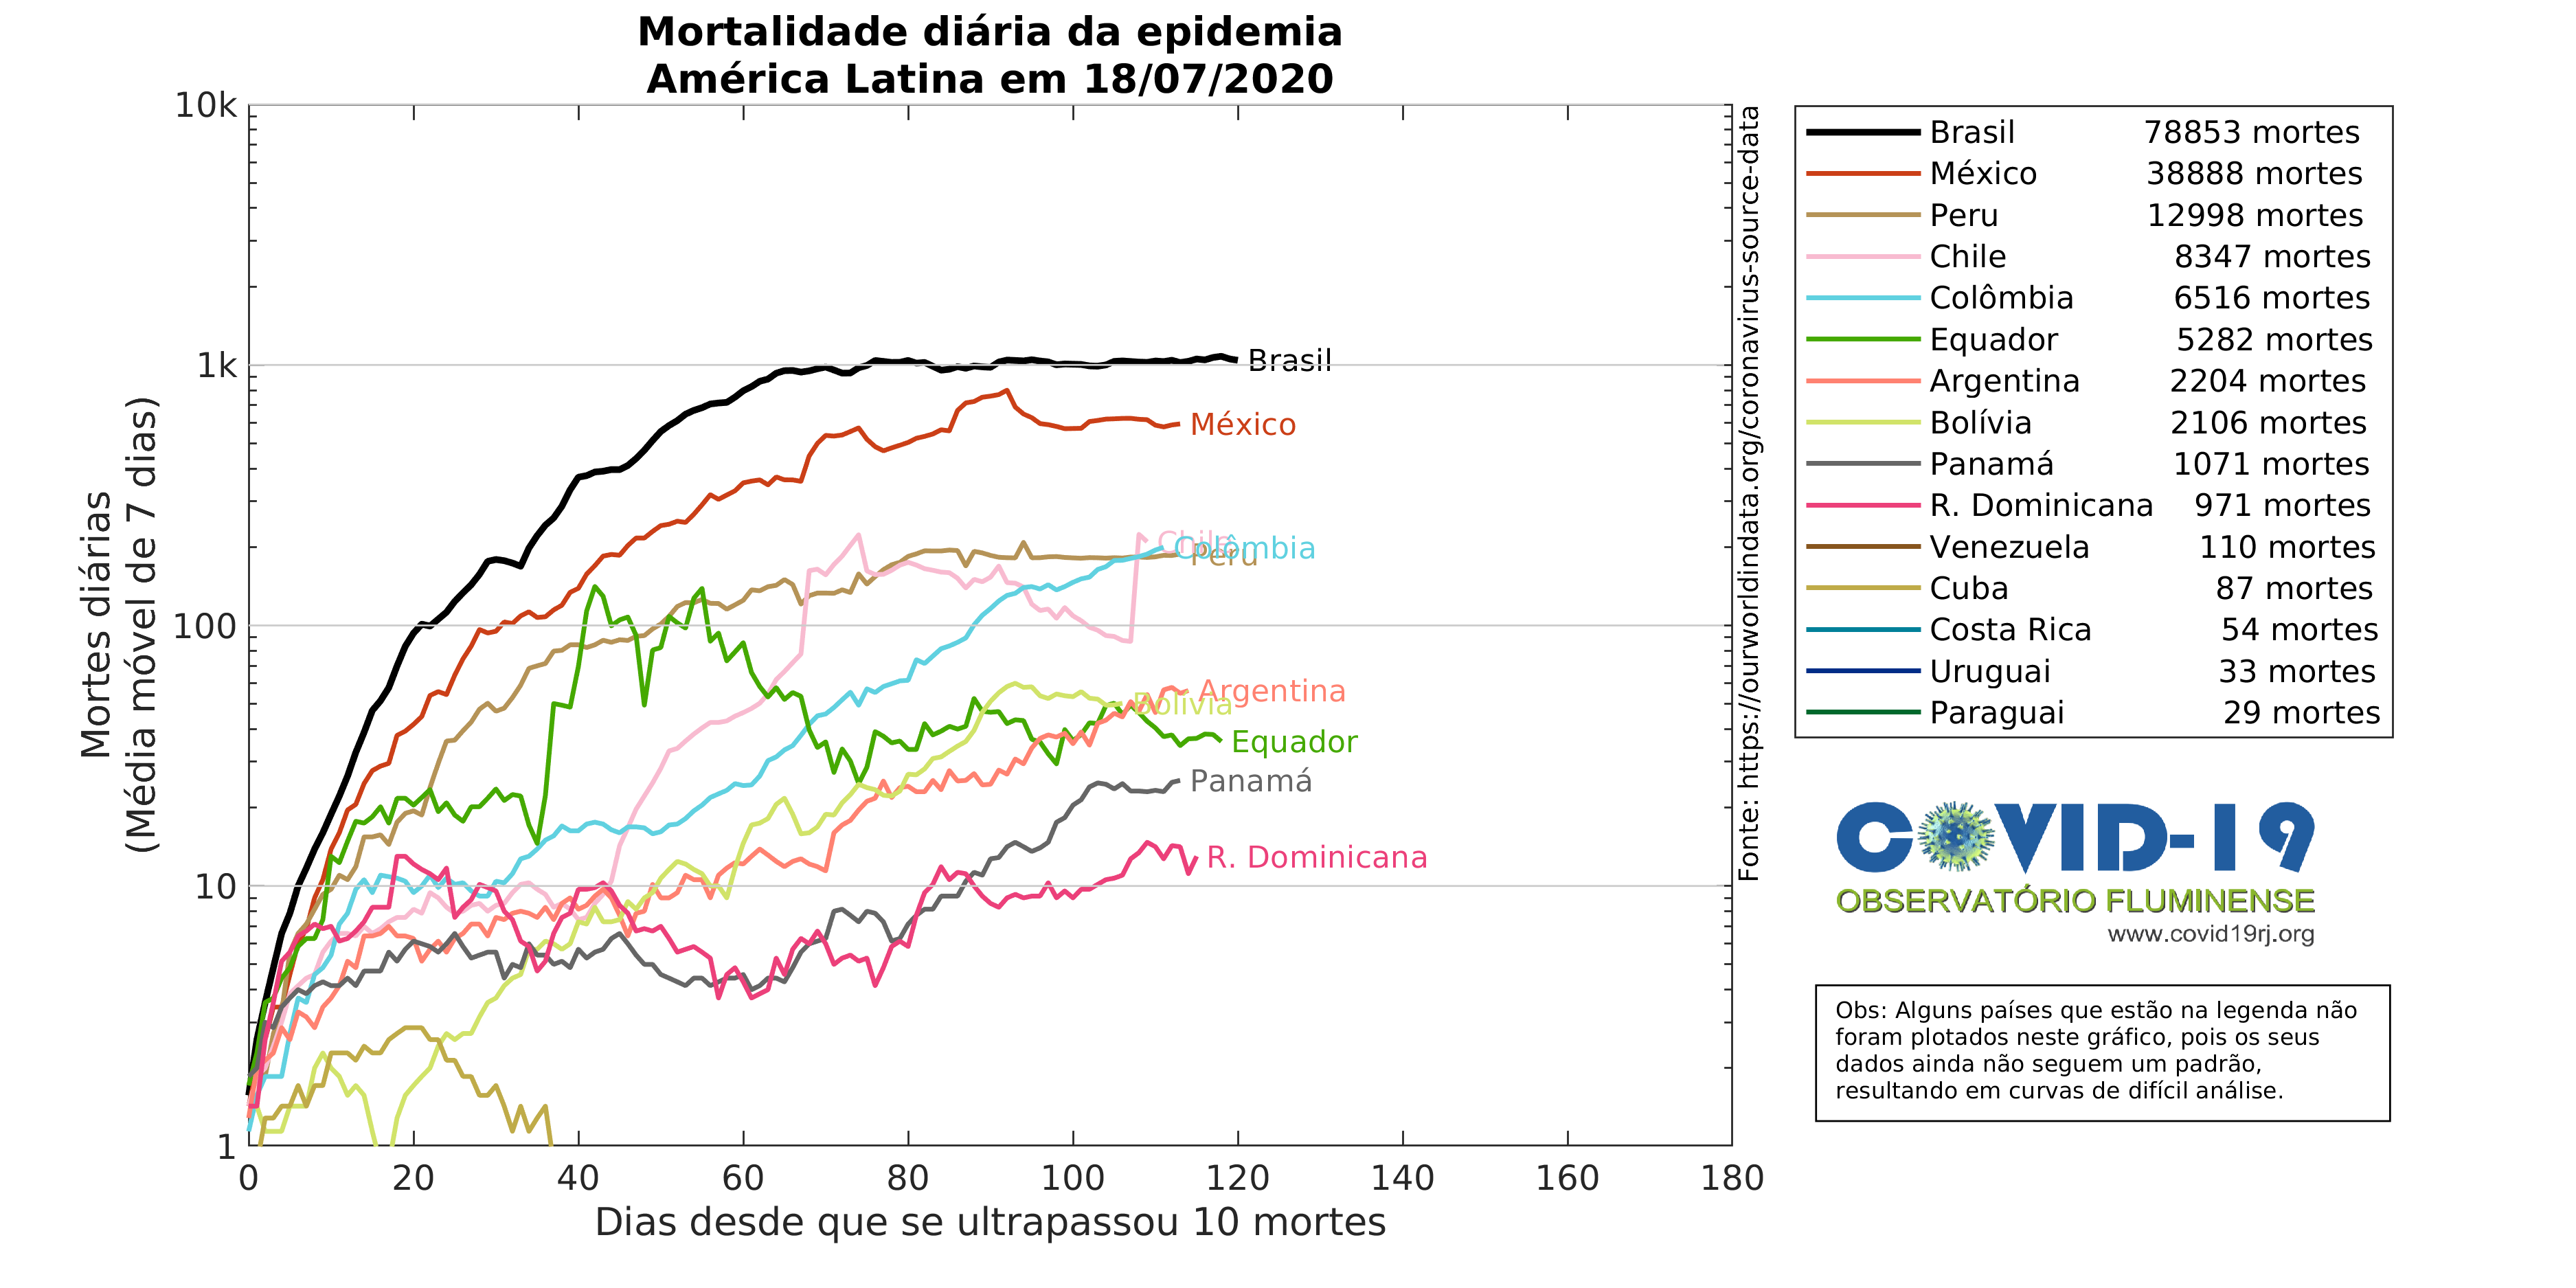 Mortalidade diária da epidemia
América Latina em 18/07/2020
Mortes diárias
(Média móvel de 7 dias)
10k
1k
100
10
1
0 20 40 60 80 100 120 140 160 180
Dias desde que se ultrapassou 10 mortes
Brasil
México
Chile
Colômbia
Peru
Argentina
Bolívia
Equador
Panamá
R. Dominicana
Fonte: https://ourworldindata.org/coronavirus-source-data
Brasil 78853 mortes
México 38888 mortes
Peru 12998 mortes
Chile 8347 mortes
Colômbia 6516 mortes
Equador 5282 mortes
Argentina 2204 mortes
Bolívia 2106 mortes
Panamá 1071 mortes
R. Dominicana 971 mortes
Venezuela 110 mortes
Cuba 87 mortes
Costa Rica 54 mortes
Uruguai 33 mortes
Paraguai 29 mortes
COVID-19
OBSERVATÓRIO FLUMINENSE
www.covid19rj.org
Obs: Alguns países que estão na legenda não
foram plotados neste gráfico, pois os seus
dados ainda não seguem um padrão,
resultando em curvas de difícil análise.